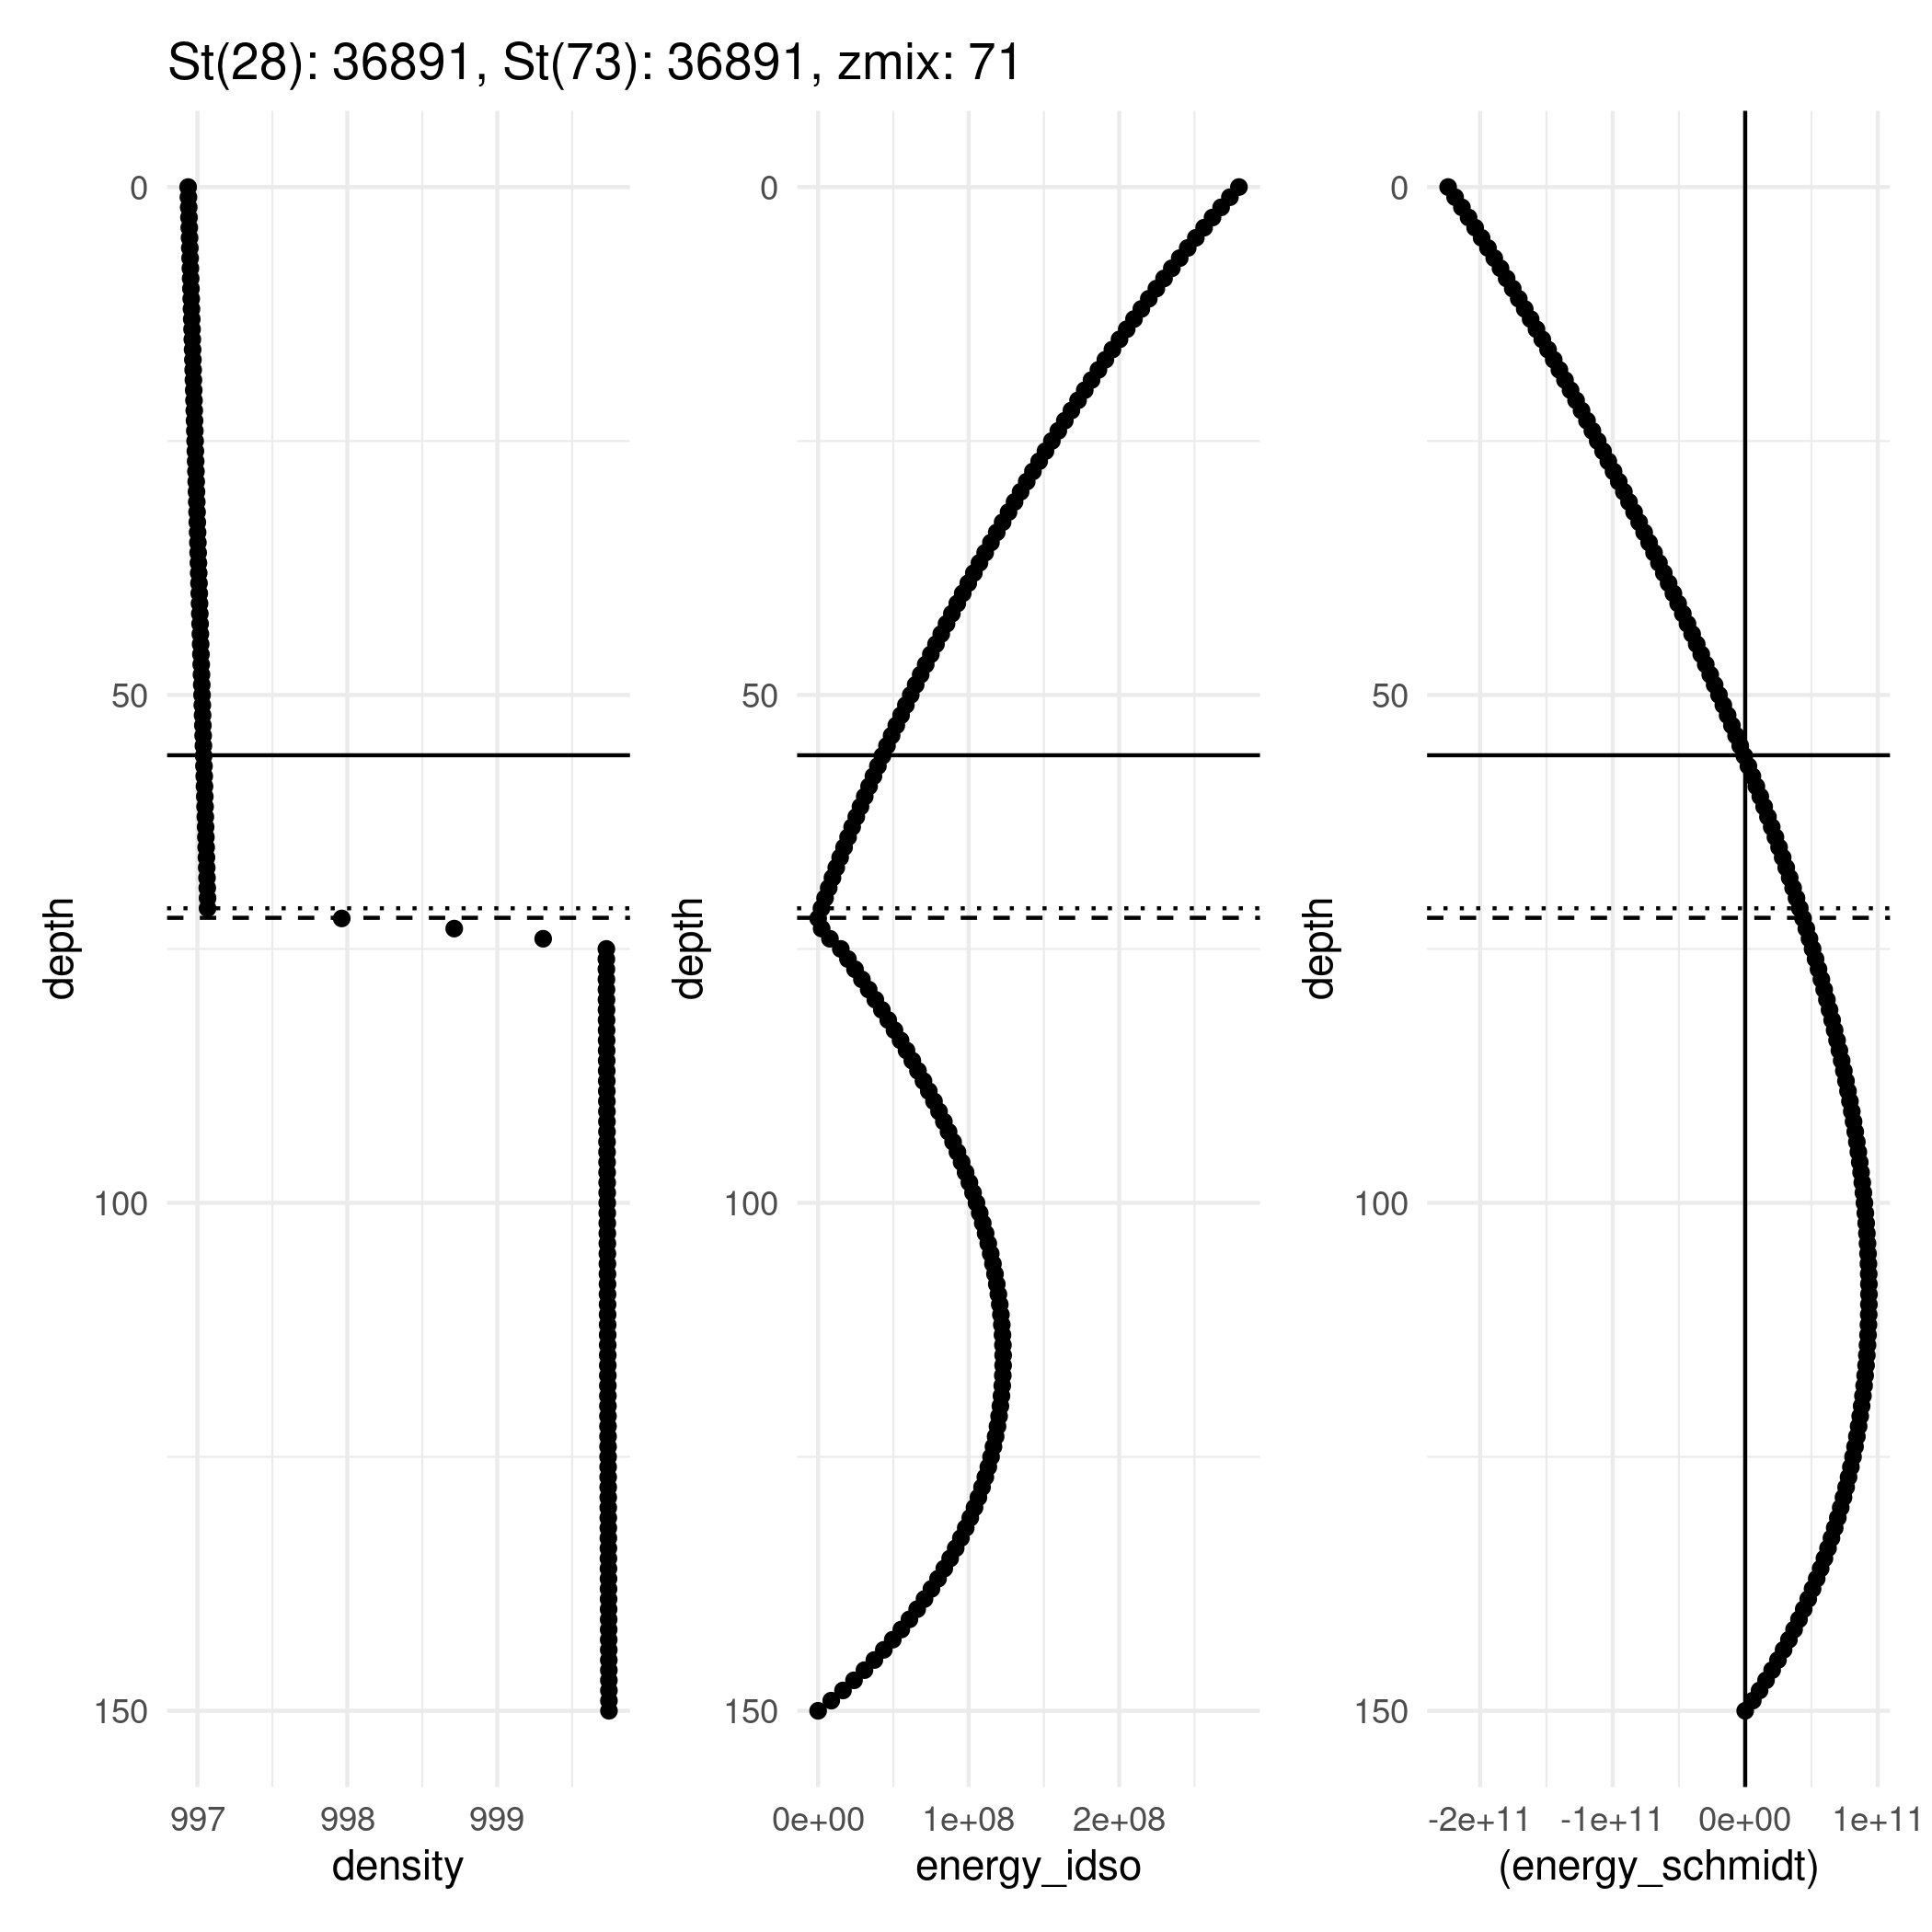 St(28): 36891, St(73): 36891, zmix: 71
0
50
100
150
depth
997
998
999
density
0
50
100
150
depth
0e+00
1e+08
2e+08
energy_idso
0
50
100
150
depth
-2e+11
-1e+11
0e+00
1e+11
(energy_schmidt)